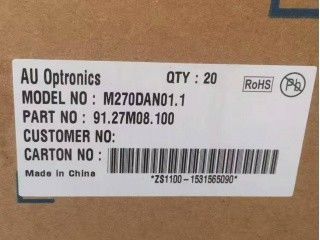 AU Optronics QTY : 20 RoHS Pb
MODEL NO : M270DAN01.1
PART NO : 91.27M08.100
CUSTOMER NO:
CARTON NO :
Made in China *ZS1100-1531565090*